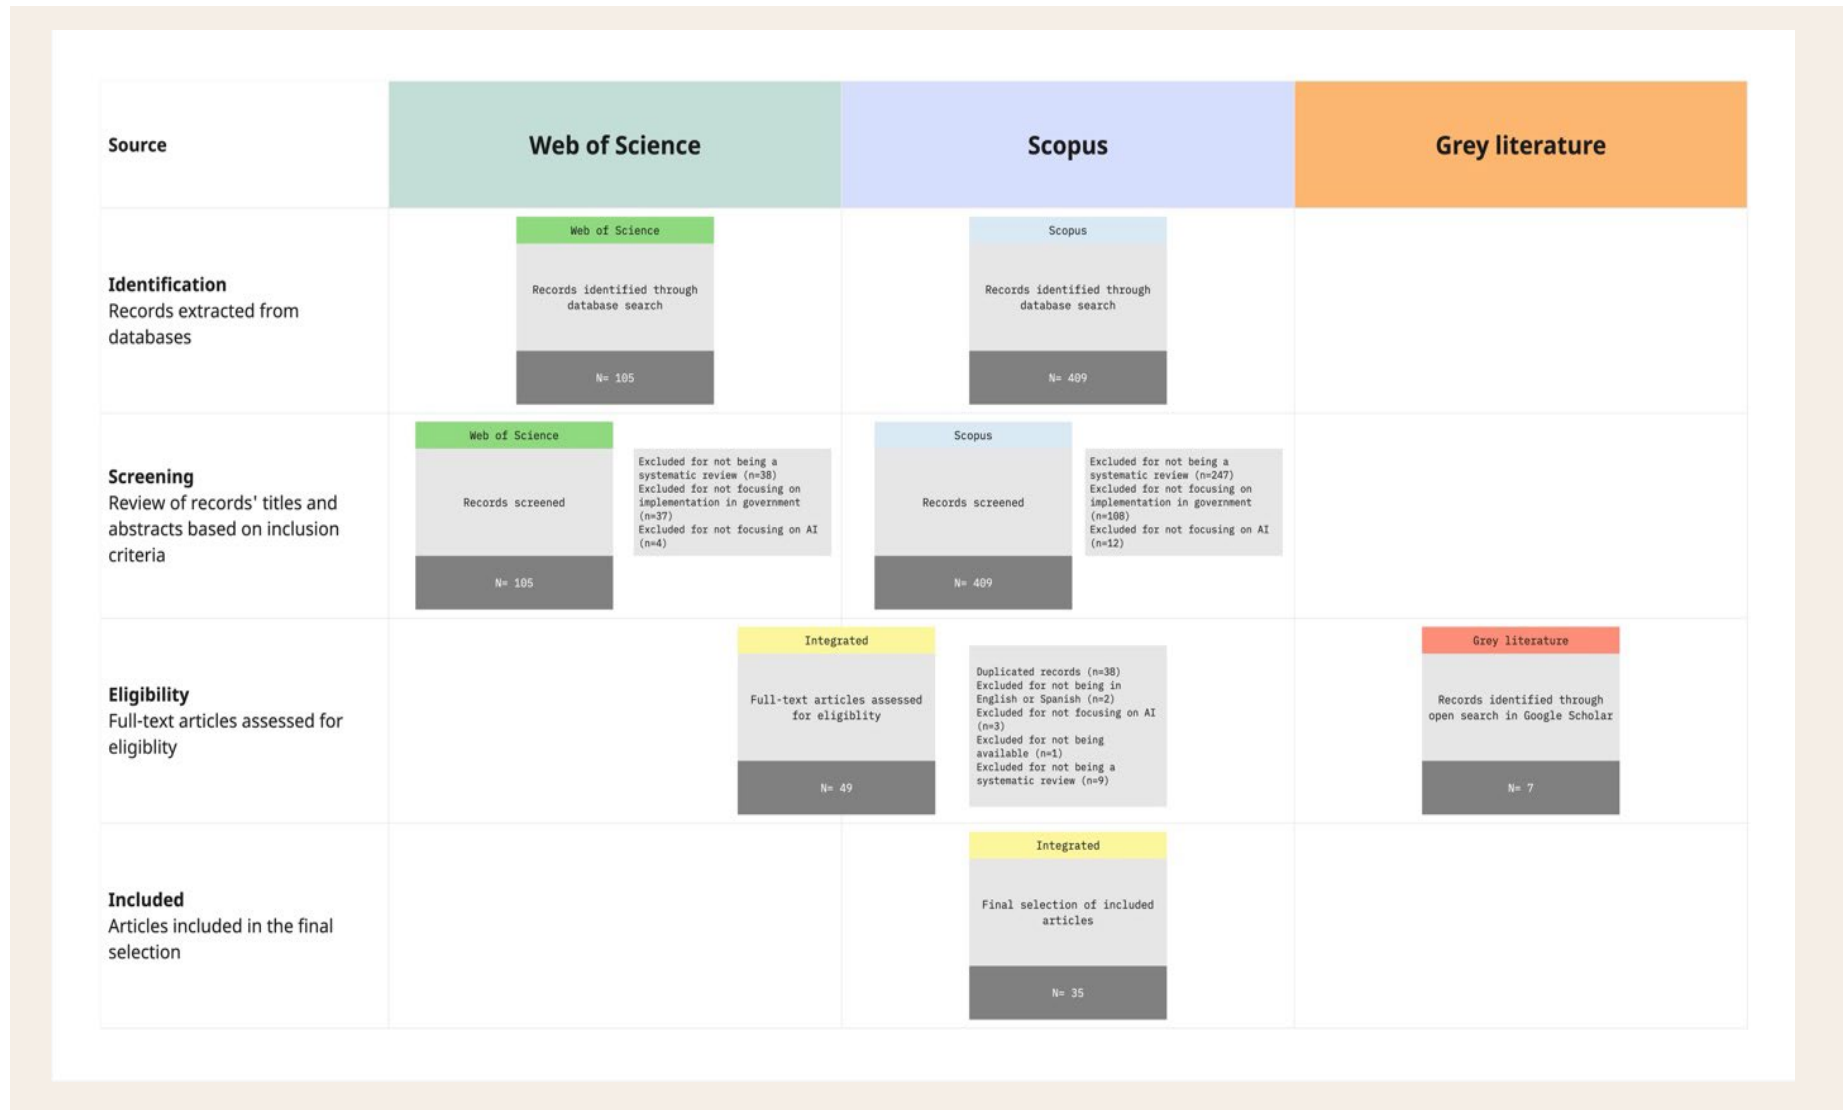 Source
Web of Science
Scopus
Grey literature
Identification
Records extracted from
databases
Web of Science
Records identified through
database search
N= 105
Scopus
Records identified through
database search
N= 409
Screening
Review of records' titles and
abstracts based on inclusion
criteria
Web of Science
Records screened
N= 105
Excluded for not being a
systematic review (n=38)
Excluded for not focusing on
implementation in government
(n=37)
Excluded for not focusing on AI
(n=4)
Scopus
Records screened
N= 409
Excluded for not being a
systematic review (n=247)
Excluded for not focusing on
implementation in government
(n=108)
Excluded for not focusing on AI
(n=12)
Eligibility
Full-text articles assessed for
eligiblity
Integrated
Full-text articles assessed
for eligiblity
N= 49
Duplicated records (n=38)
Excluded for not being in
English or Spanish (n=2)
Excluded for not focusing on AI
(n=3)
Excluded for not being
available (n=1)
Excluded for not being a
systematic review (n=9)
Grey literature
Records identified through
open search in Google Scholar
N= 7
Included
Articles included in the final
selection
Integrated
Final selection of included
articles
N= 35